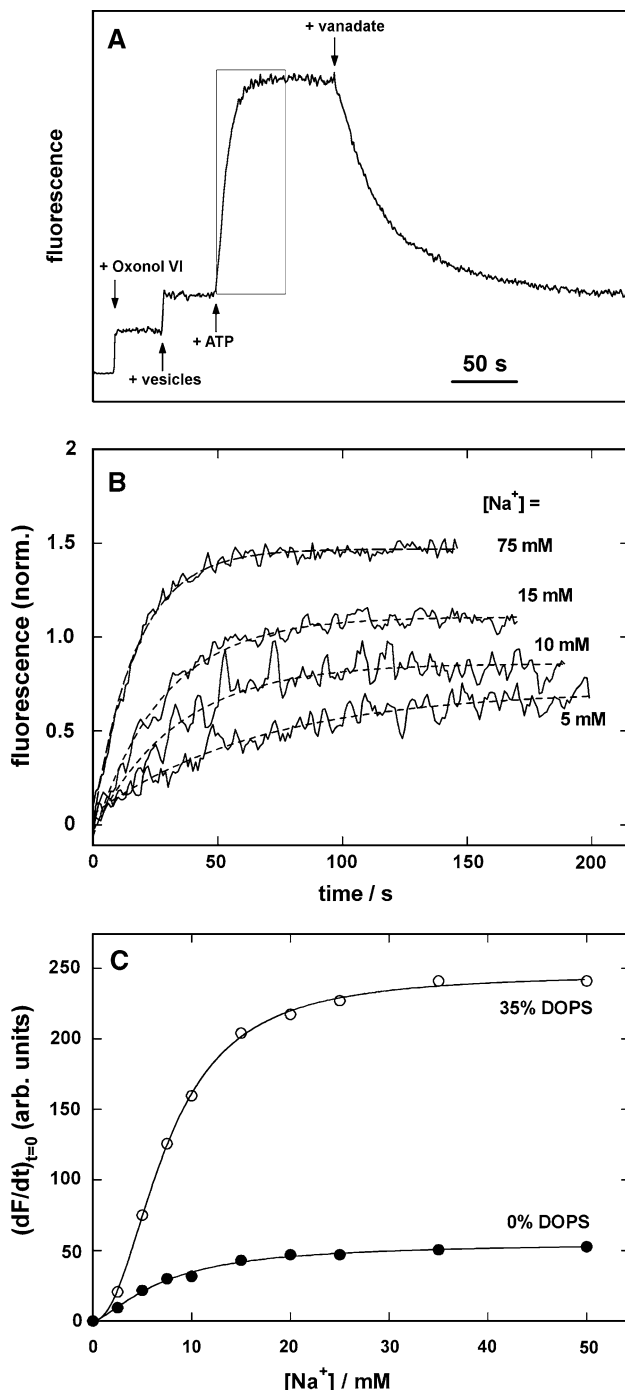 A
+ vanadate
fluorescence
+ Oxonol VI
+ ATP
+ vesicles
50 s
B
2
1.5
1.0
0.5
0
fluorescence (norm.)
[Na⁺] =
75 mM
15 mM
10 mM
5 mM
0 50 100 150 200
time / s
C
250
200
150
100
50
0
(dF/dt)ₜ₌₀ (arb. units)
35% DOPS
0% DOPS
0 10 20 30 40 50
[Na⁺] / mM